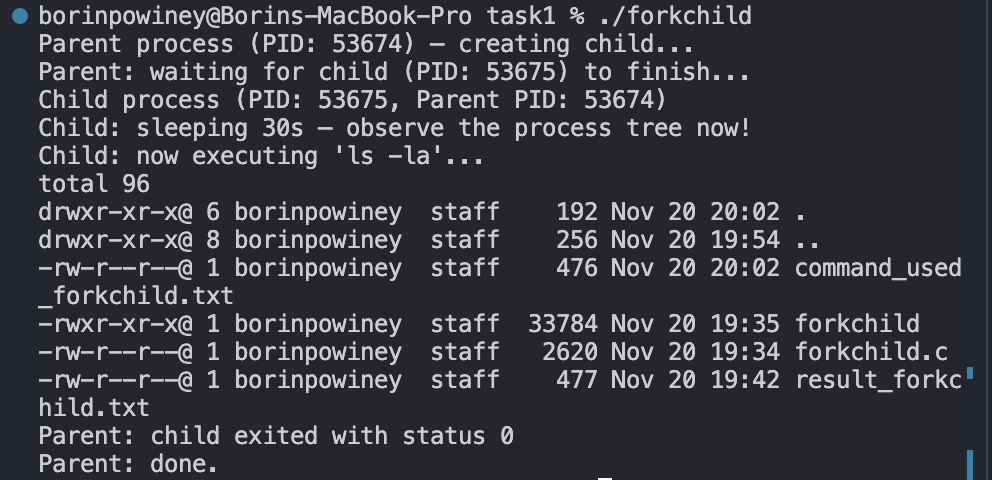 borinpowiney@Borins-MacBook-Pro task1 % ./forkchild
Parent process (PID: 53674) — creating child...
Parent: waiting for child (PID: 53675) to finish...
Child process (PID: 53675, Parent PID: 53674)
Child: sleeping 30s — observe the process tree now!
Child: now executing 'ls -la'...
total 96
drwxr-xr-x@ 6 borinpowiney  staff    192 Nov 20 20:02 .
drwxr-xr-x@ 8 borinpowiney  staff    256 Nov 20 19:54 ..
-rw-r--r--@ 1 borinpowiney  staff    476 Nov 20 20:02 command_used
_forkchild.txt
-rwxr-xr-x@ 1 borinpowiney  staff  33784 Nov 20 19:35 forkchild
-rw-r--r--@ 1 borinpowiney  staff   2620 Nov 20 19:34 forkchild.c
-rw-r--r--@ 1 borinpowiney  staff    477 Nov 20 19:42 result_forkc
hild.txt
Parent: child exited with status 0
Parent: done.